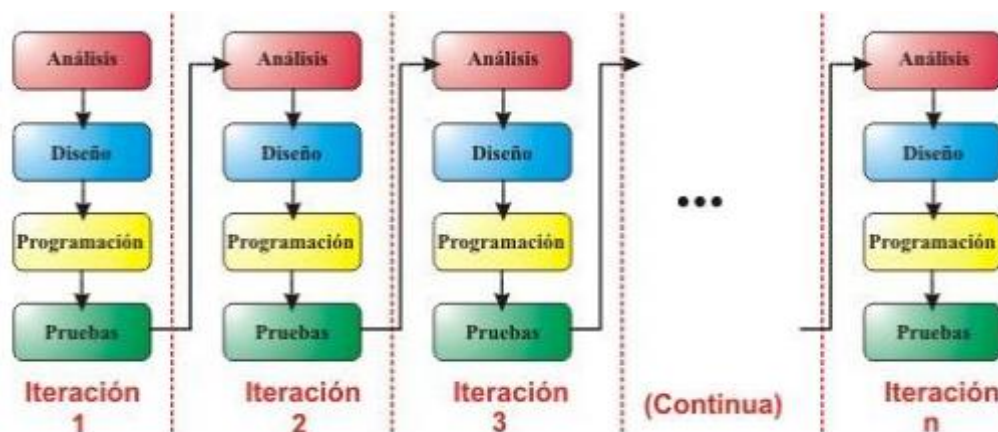 Análisis
Diseño
Programación
Pruebas
Iteración
1
Análisis
Diseño
Programación
Pruebas
Iteración
2
Análisis
Diseño
Programación
Pruebas
Iteración
3
...
(Continua)
Análisis
Diseño
Programación
Pruebas
Iteración
n